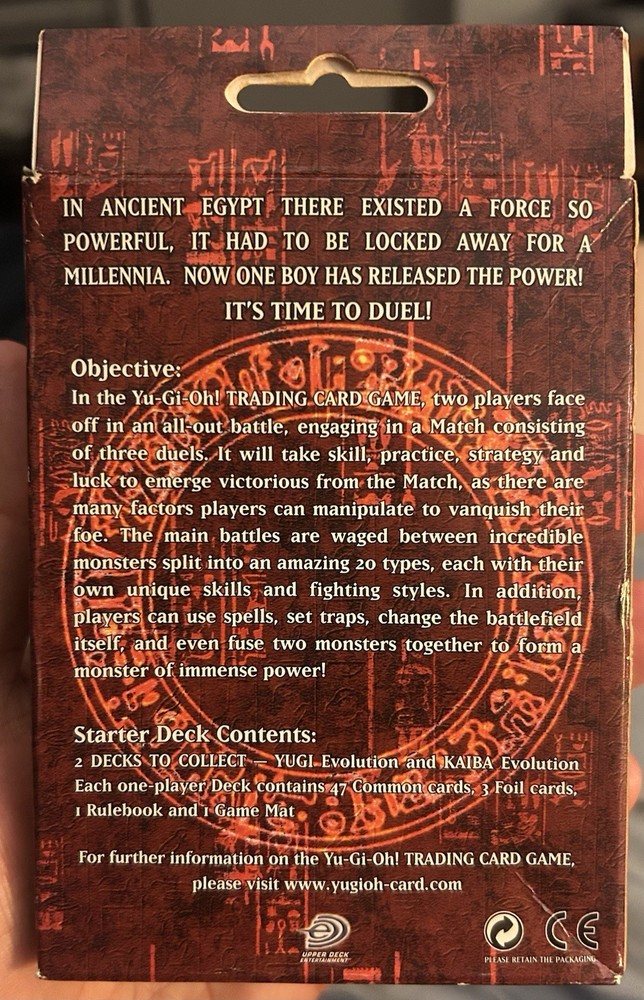 IN ANCIENT EGYPT THERE EXISTED A FORCE SO
POWERFUL, IT HAD TO BE LOCKED AWAY FOR A
MILLENNIA. NOW ONE BOY HAS RELEASED THE POWER!
IT'S TIME TO DUEL!
Objective:
In the Yu-Gi-Oh! TRADING CARD GAME, two players face
off in an all-out battle, engaging in a Match consisting
of three duels. It will take skill, practice, strategy and
luck to emerge victorious from the Match, as there are
many factors players can manipulate to vanquish their
foe. The main battles are waged between incredible
monsters split into an amazing 20 types, each with their
own unique skills and fighting styles. In addition,
players can use spells, set traps, change the battlefield
itself, and even fuse two monsters together to form a
monster of immense power!
Starter Deck Contents:
2 DECKS TO COLLECT — YUGI Evolution and KAIBA Evolution
Each one-player Deck contains 47 Common cards, 3 Foil cards,
1 Rulebook and 1 Game Mat
For further information on the Yu-Gi-Oh! TRADING CARD GAME,
please visit www.yugioh-card.com
UPPER DECK
ENTERTAINMENT
CE
PLEASE RETAIN THE PACKAGING